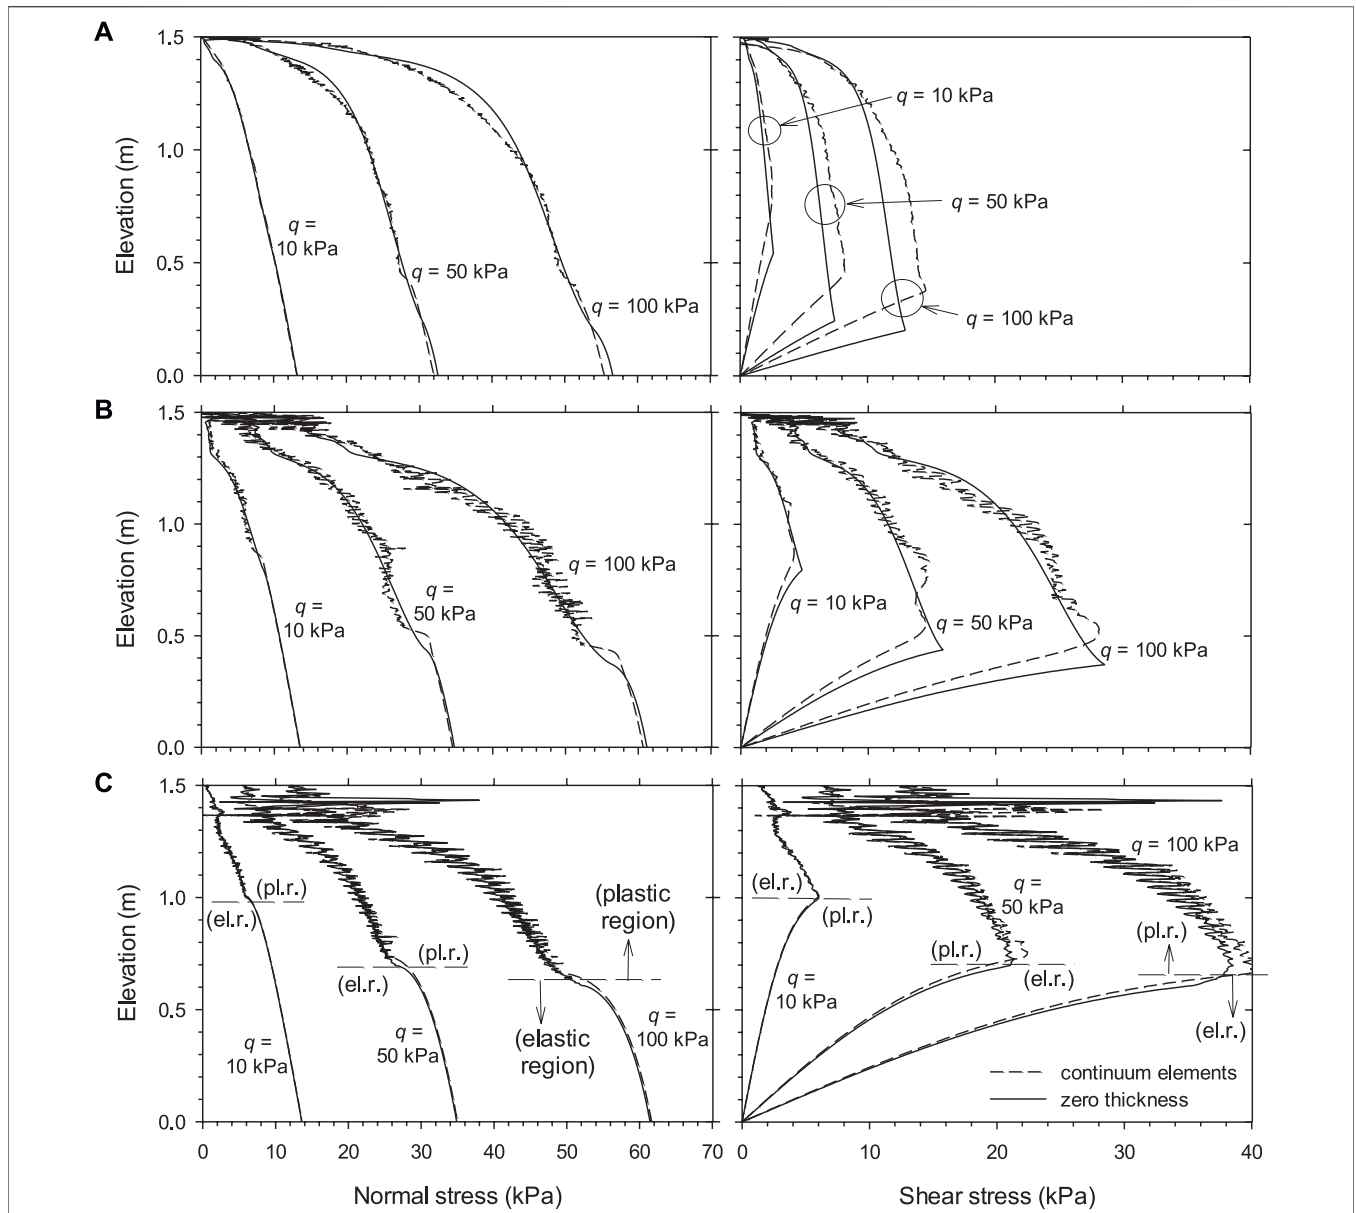 A
1.5
1.0
0.5
0.0
Elevation (m)
q =
10 kPa
q = 50 kPa
q = 100 kPa
q = 10 kPa
q = 50 kPa
q = 100 kPa
B
1.5
1.0
0.5
0.0
Elevation (m)
q =
10 kPa
q =
50 kPa
q = 100 kPa
q = 10 kPa
q = 50 kPa
q = 100 kPa
C
1.5
1.0
0.5
0.0
Elevation (m)
(pl.r.)
(el.r.)
q =
10 kPa
(pl.r.)
(el.r.)
q =
50 kPa
(plastic
region)
(elastic
region)
q =
100 kPa
0 10 20 30 40 50 60 70
Normal stress (kPa)
(el.r.)
(pl.r.)
q =
10 kPa
q =
50 kPa
(pl.r.)
(el.r.)
q = 100 kPa
(pl.r.)
(el.r.)
continuum elements
zero thickness
0 10 20 30 40
Shear stress (kPa)